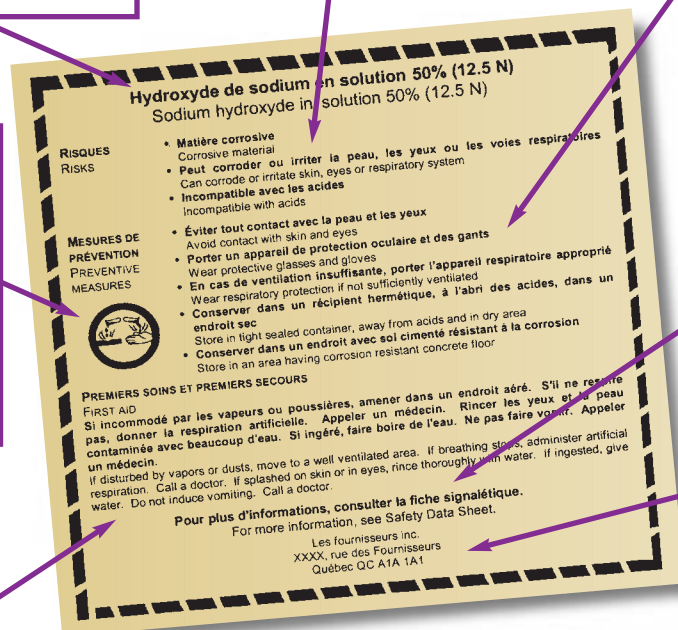 Hydroxyde de sodium en solution 50% (12.5 N)
Sodium hydroxyde in solution 50% (12.5 N)
RISQUES
RISKS
• Matière corrosive
Corrosive material
• Peut corroder ou irriter la peau, les yeux ou les voies respiratoires
Can corrode or irritate skin, eyes or respiratory system
• Incompatible avec les acides
Incompatible with acids
MESURES DE
PRÉVENTION
PREVENTIVE
MEASURES
• Éviter tout contact avec la peau et les yeux
Avoid contact with skin and eyes
• Porter un appareil de protection oculaire et des gants
Wear protective glasses and gloves
• En cas de ventilation insuffisante, porter l'appareil respiratoire approprié
Wear respiratory protection if not sufficiently ventilated
• Conserver dans un récipient hermétique, à l'abri des acides, dans un
endroit sec
Store in tight sealed container, away from acids and in dry area
• Conserver dans un endroit avec sol cimenté résistant à la corrosion
Store in an area having corrosion resistant concrete floor
PREMIERS SOINS ET PREMIERS SECOURS
FIRST AID
Si incommodé par les vapeurs ou poussières, amener dans un endroit aéré. S'il ne respire
pas, donner la respiration artificielle. Appeler un médecin. Rincer les yeux et la peau
contaminée avec beaucoup d'eau. Si ingéré, faire boire de l'eau. Ne pas faire vomir. Appeler
un médecin.
If disturbed by vapors or dusts, move to a well ventilated area. If breathing stops, administer artificial
respiration. Call a doctor. If splashed on skin or in eyes, rince thoroughly with water. If ingested, give
water. Do not induce vomiting. Call a doctor.
Pour plus d'informations, consulter la fiche signalétique.
For more information, see Safety Data Sheet.
Les fournisseurs inc.
XXXX, rue des Fournisseurs
Québec QC A1A 1A1